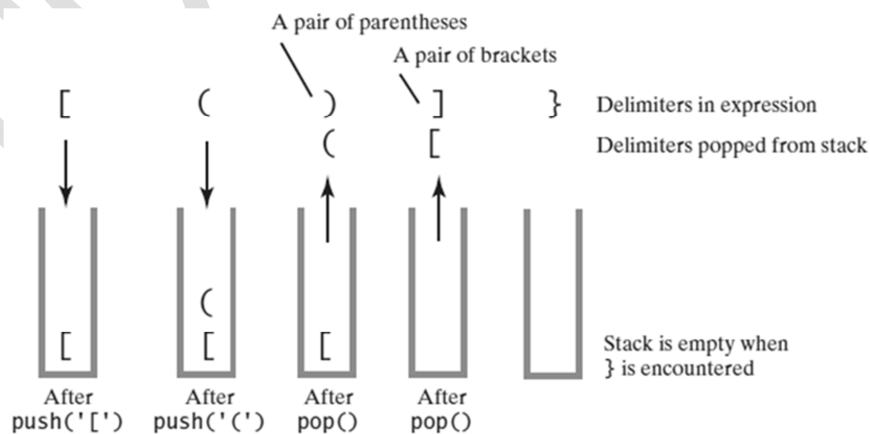 A pair of parentheses
A pair of brackets
[ ( ) ] } Delimiters in expression
( [ Delimiters popped from stack
(
[ [ [ Stack is empty when
} is encountered
After After After After
push('[') push('(') pop() pop()